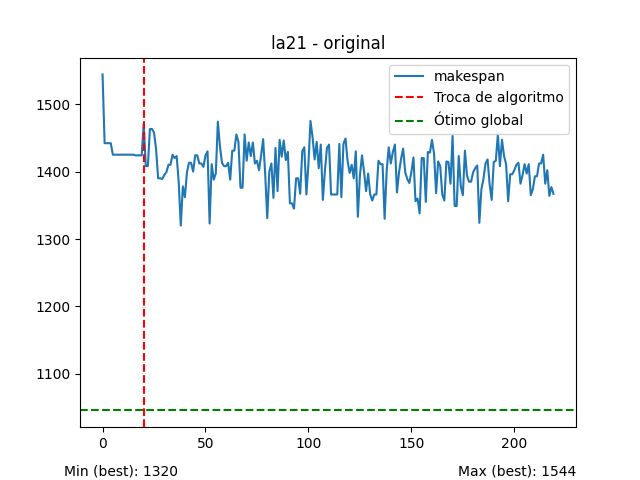 la21 - original
makespan
Troca de algoritmo
Ótimo global
1500
1400
1300
1200
1100
0 50 100 150 200
Min (best): 1320 Max (best): 1544